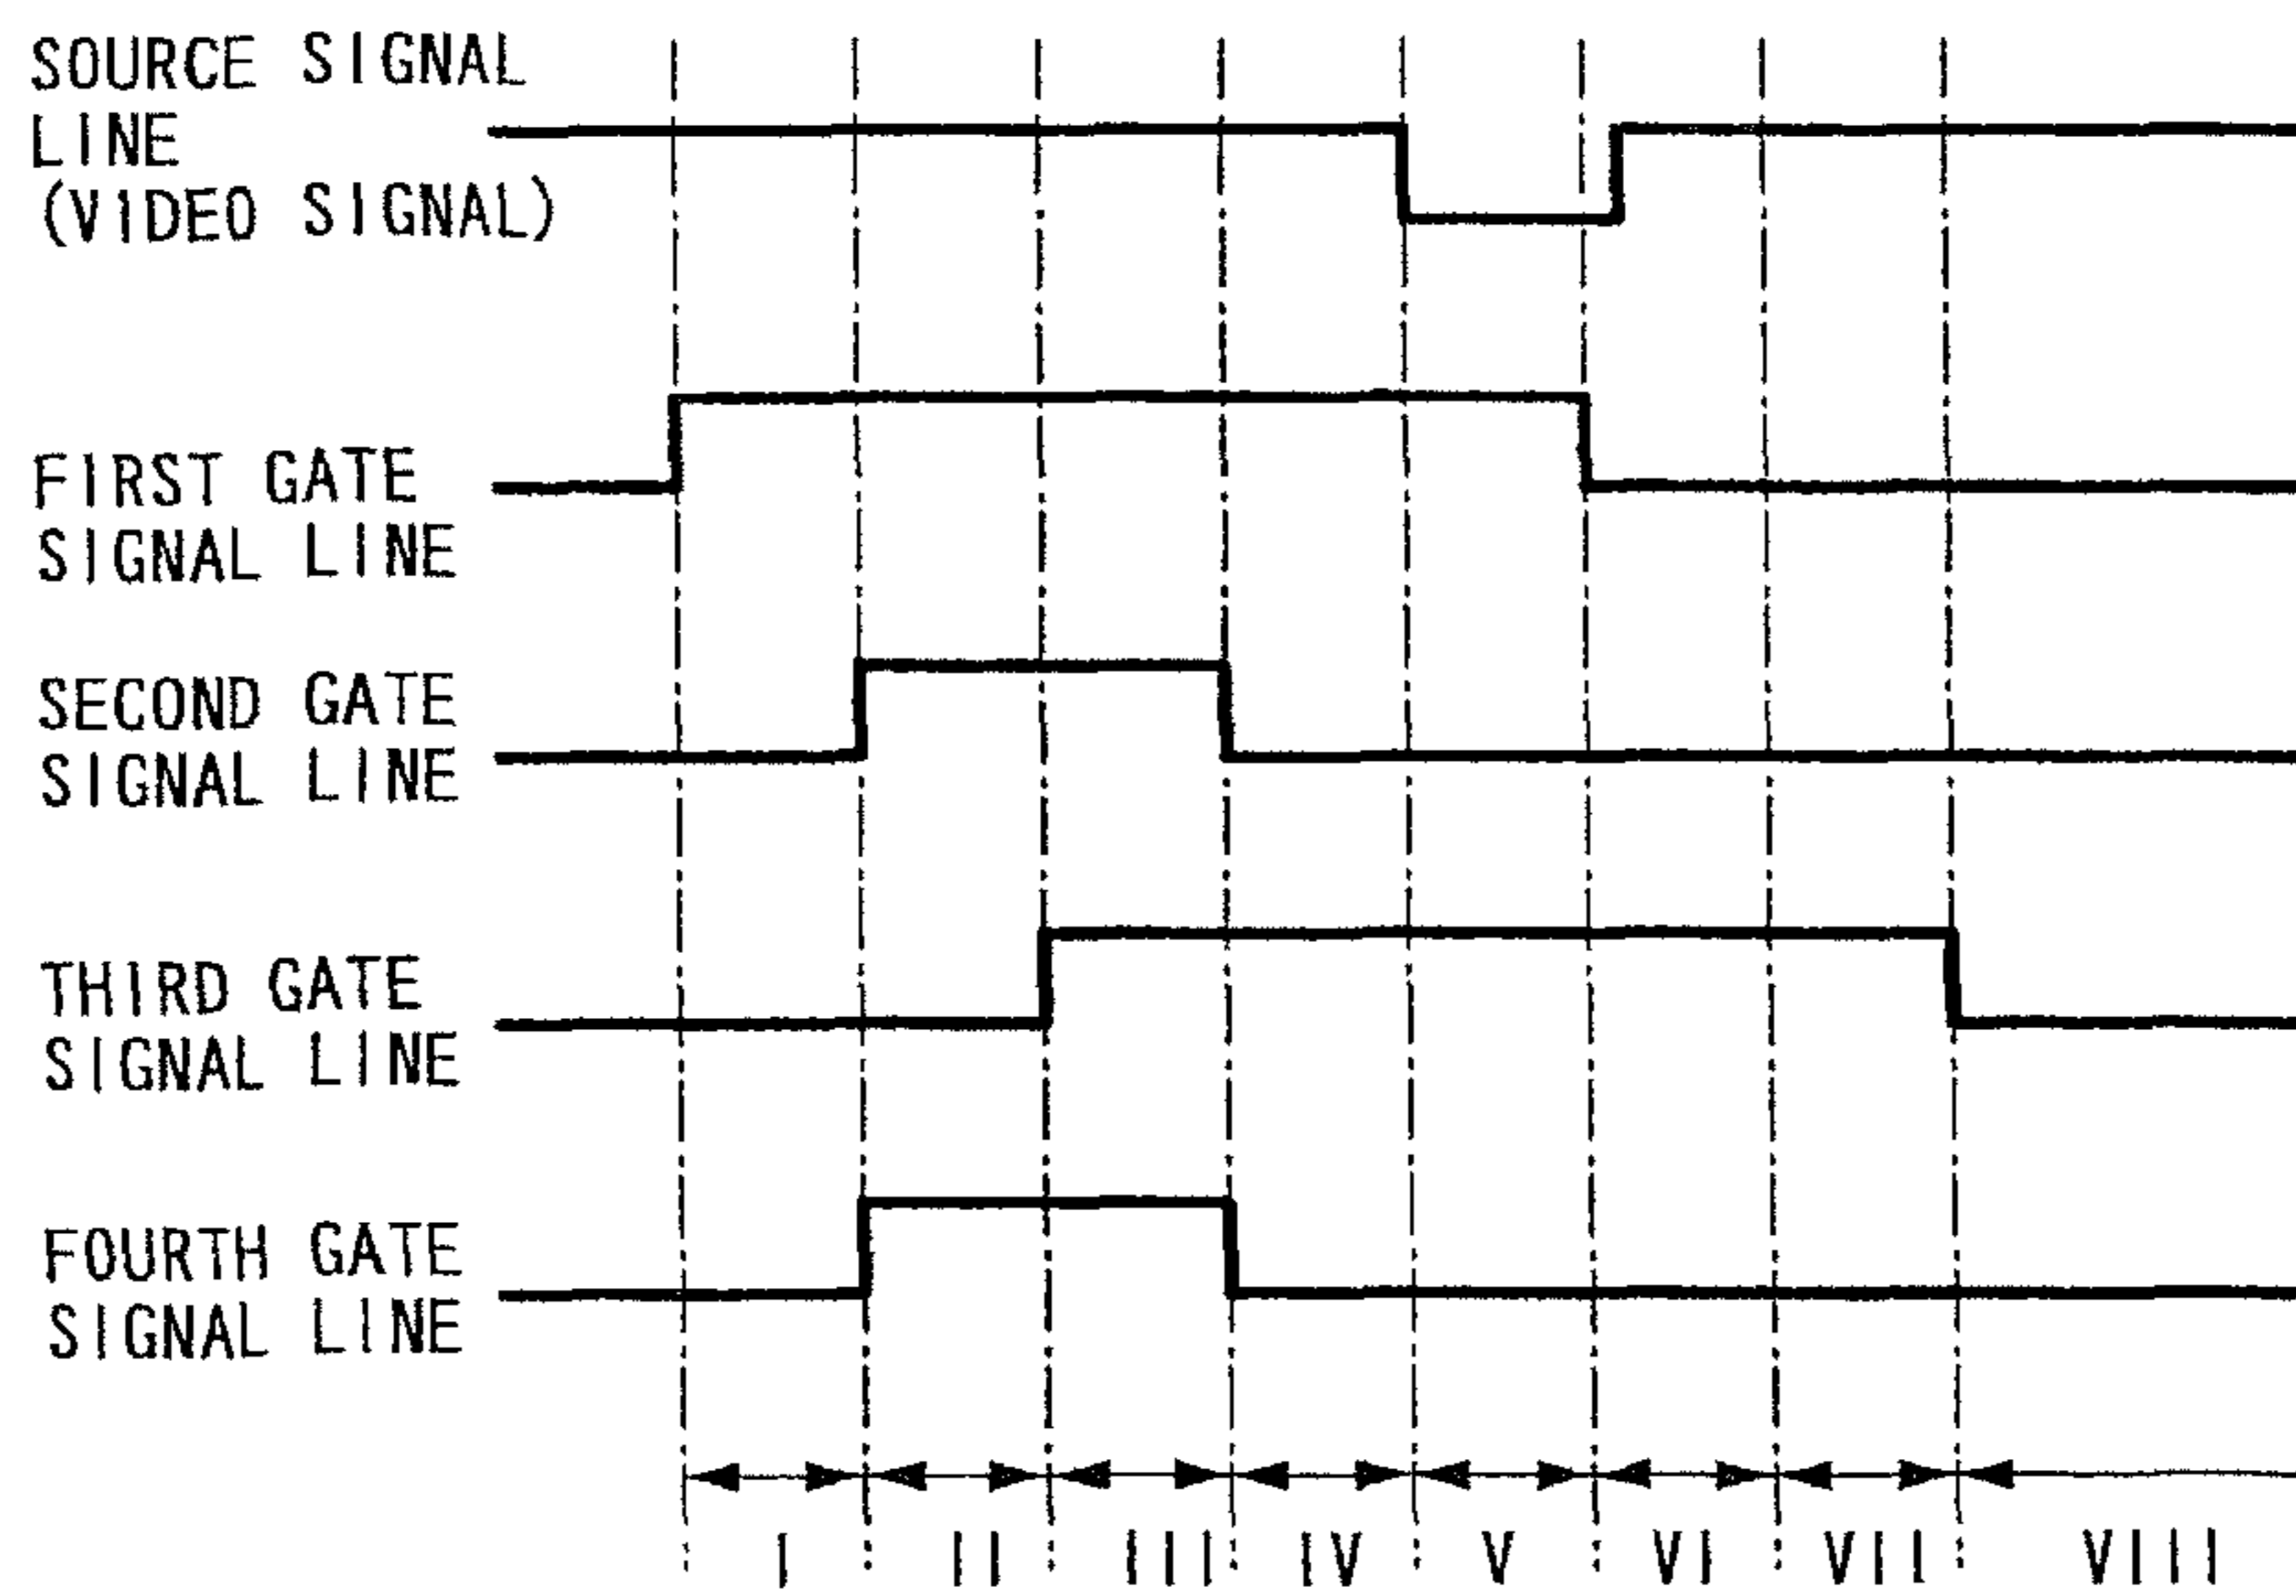 SOURCE SIGNAL
LINE
(VIDEO SIGNAL)
FIRST GATE
SIGNAL LINE
SECOND GATE
SIGNAL LINE
THIRD GATE
SIGNAL LINE
FOURTH GATE
SIGNAL LINE
I II III IV V VI VII VIII